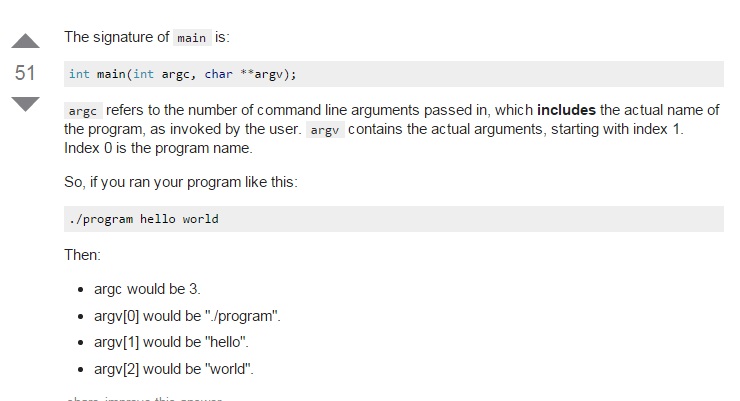 The signature of main is:
51
int main(int argc, char **argv);
argc refers to the number of command line arguments passed in, which includes the actual name of
the program, as invoked by the user. argv contains the actual arguments, starting with index 1.
Index 0 is the program name.
So, if you ran your program like this:
./program hello world
Then:
• argc would be 3.
• argv[0] would be "./program".
• argv[1] would be "hello".
• argv[2] would be "world".
share improve this answer